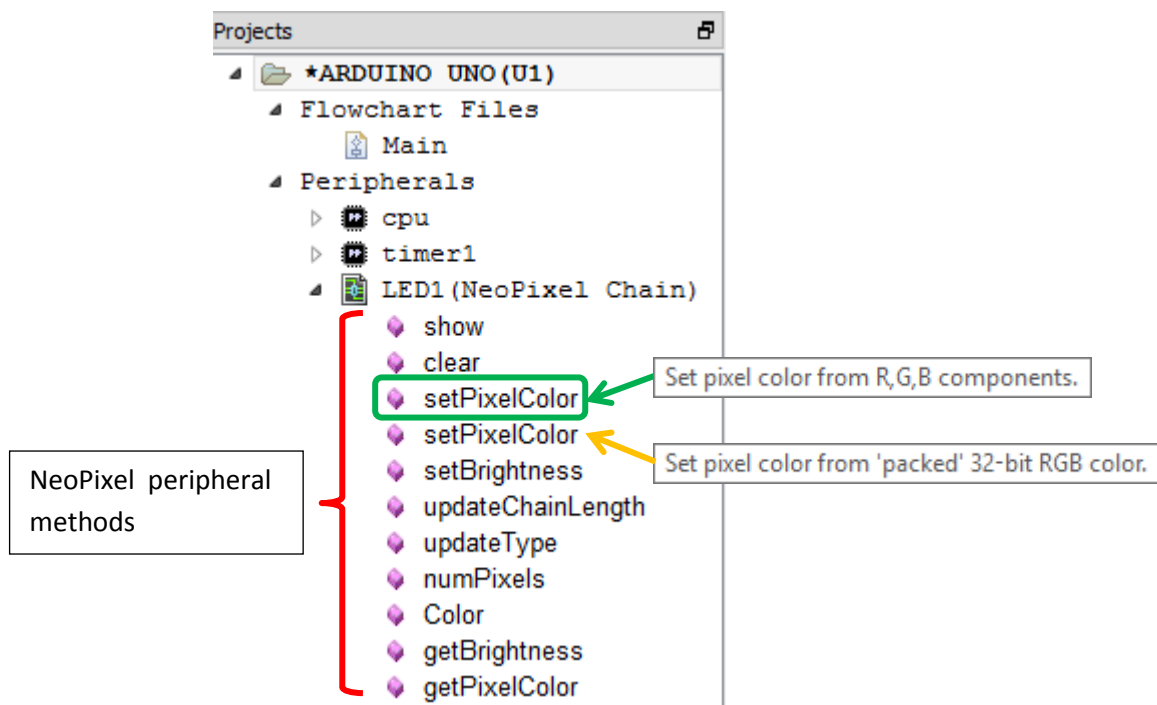 Projects
*ARDUINO UNO(U1)
Flowchart Files
Main
Peripherals
cpu
timer1
LED1(NeoPixel Chain)
show
clear
setPixelColor
Set pixel color from R,G,B components.
setPixelColor
Set pixel color from 'packed' 32-bit RGB color.
setBrightness
NeoPixel peripheral
methods
updateChainLength
updateType
numPixels
Color
getBrightness
getPixelColor